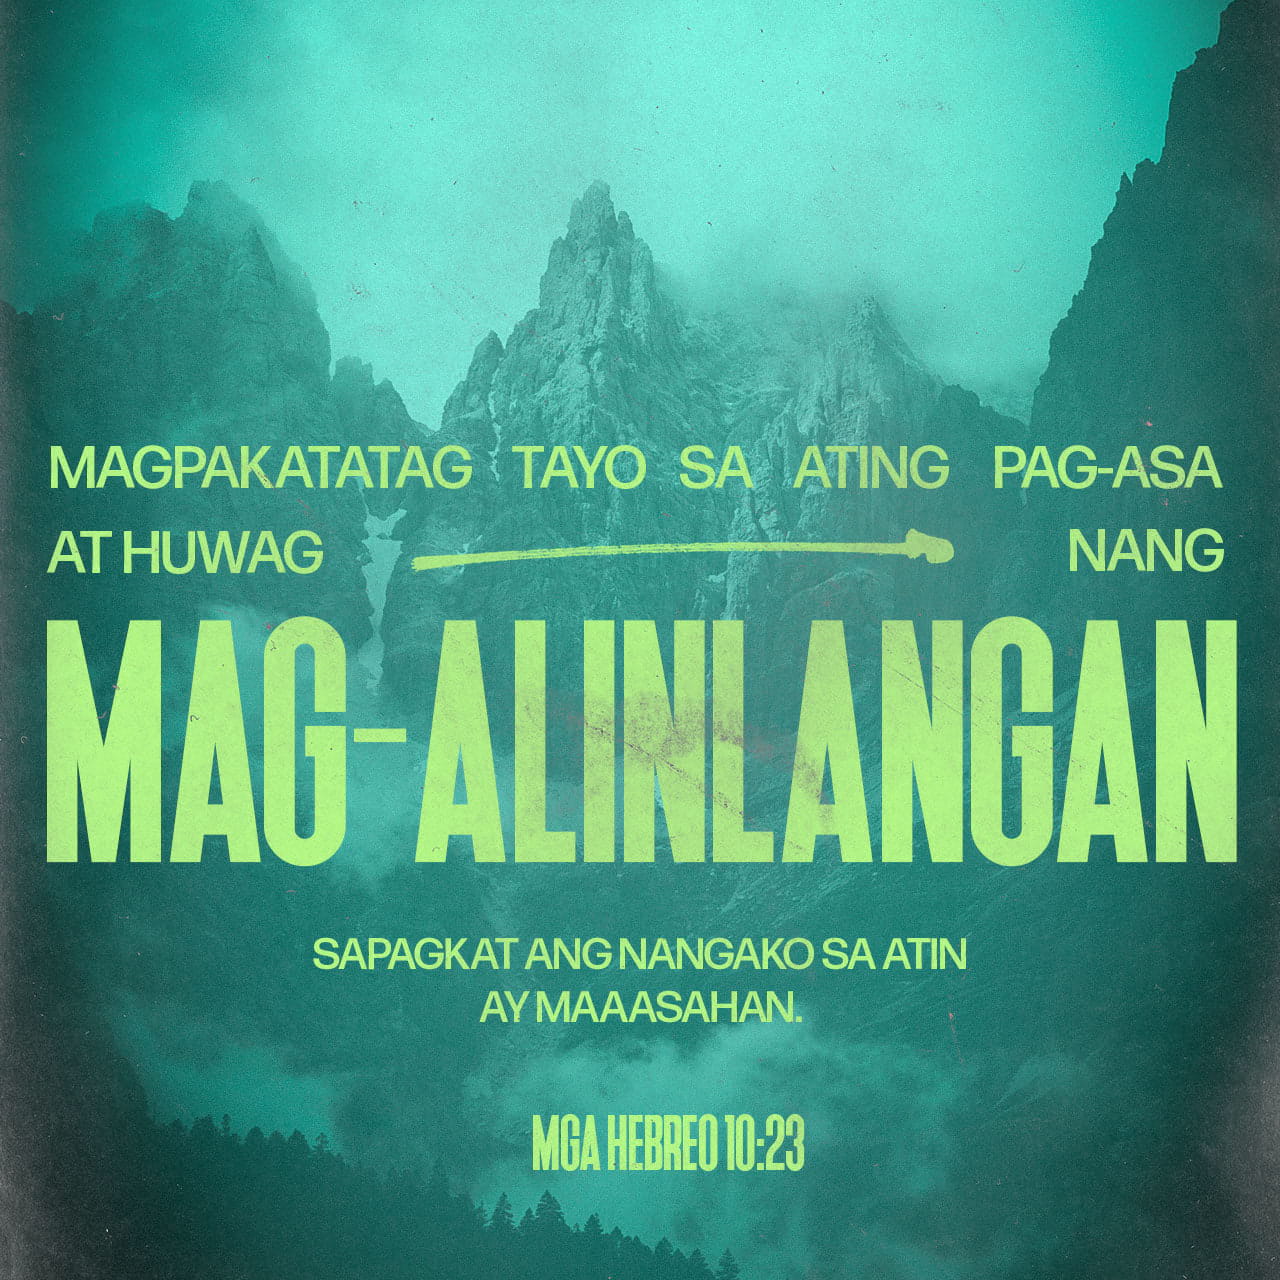 MAGPAKATATAG TAYO SA ATING PAG-ASA
AT HUWAG NANG
MAG-ALINLANGAN
SAPAGKAT ANG NANGAKO SA ATIN
AY MAAASAHAN.
MGA HEBREO 10:23